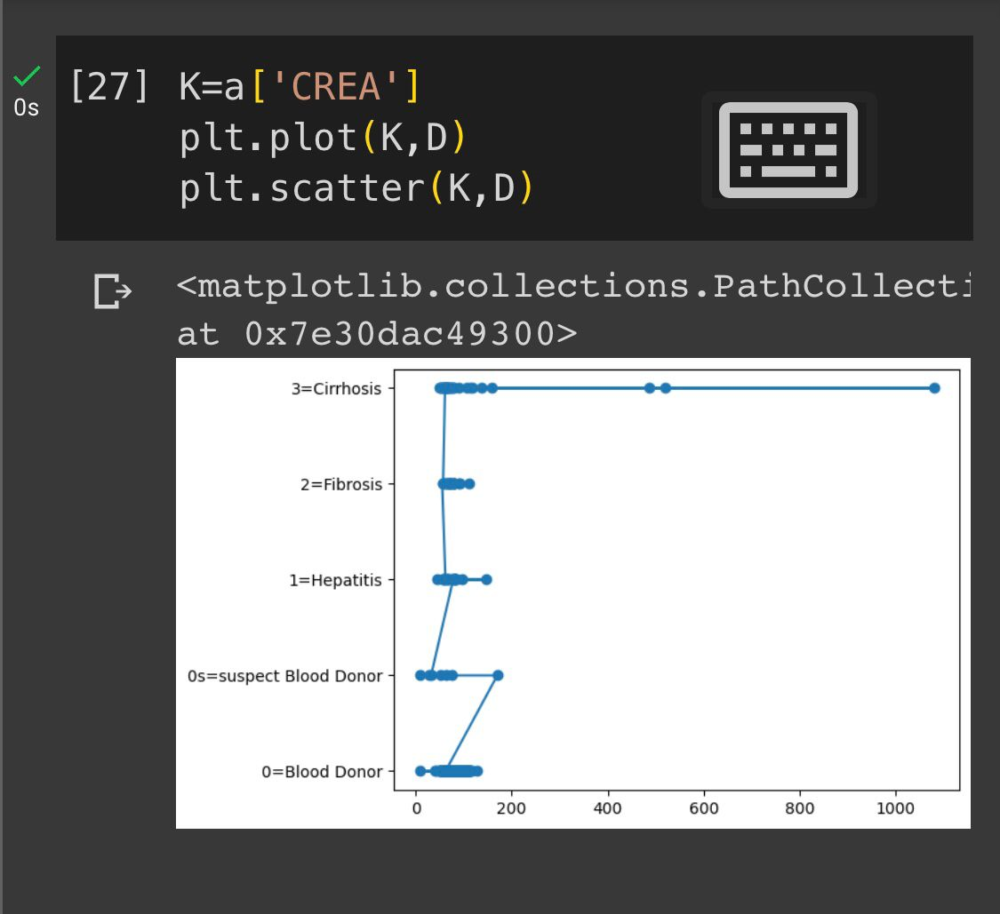 [27] K=a['CREA']
0s
plt.plot(K,D)
plt.scatter(K,D)
<matplotlib.collections.PathCollecti
at 0x7e30dac49300>
3=Cirrhosis
2=Fibrosis
1=Hepatitis
0s=suspect Blood Donor
0=Blood Donor
0 200 400 600 800 1000